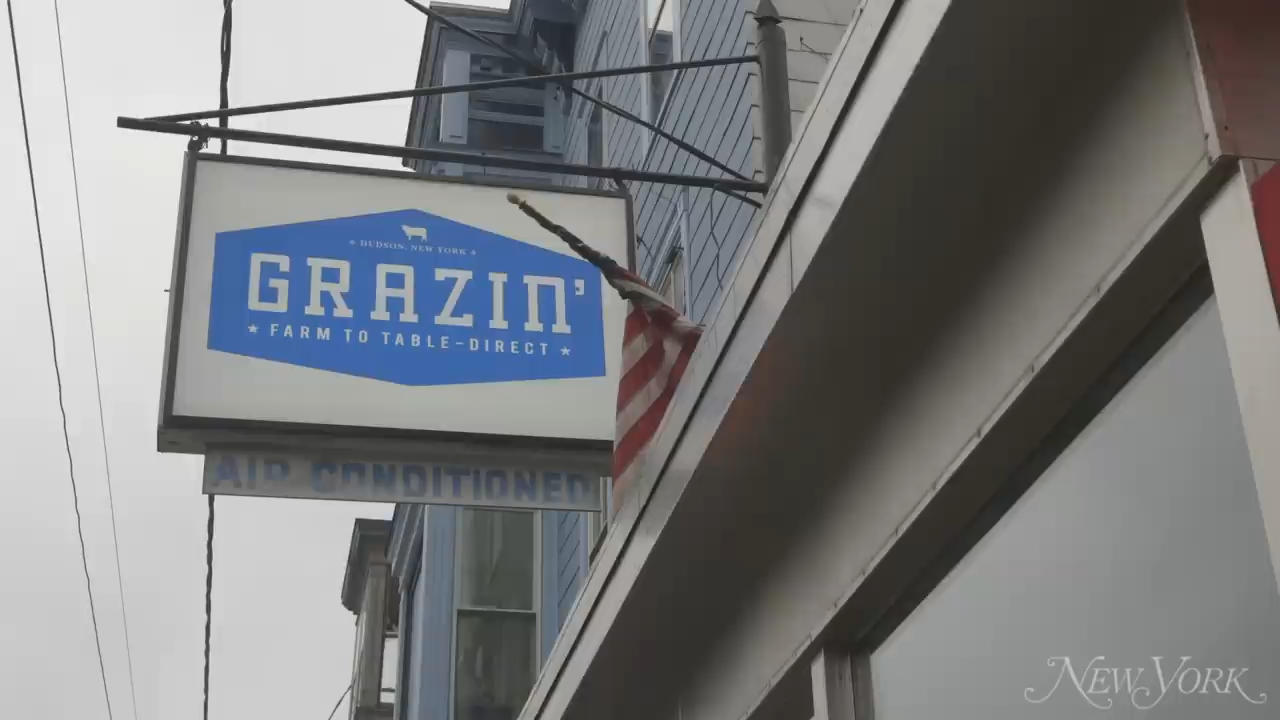 ★ HUDSON, NEW YORK ★
GRAZIN'
★ FARM TO TABLE-DIRECT ★
AIR CONDITIONED
NEW YORK